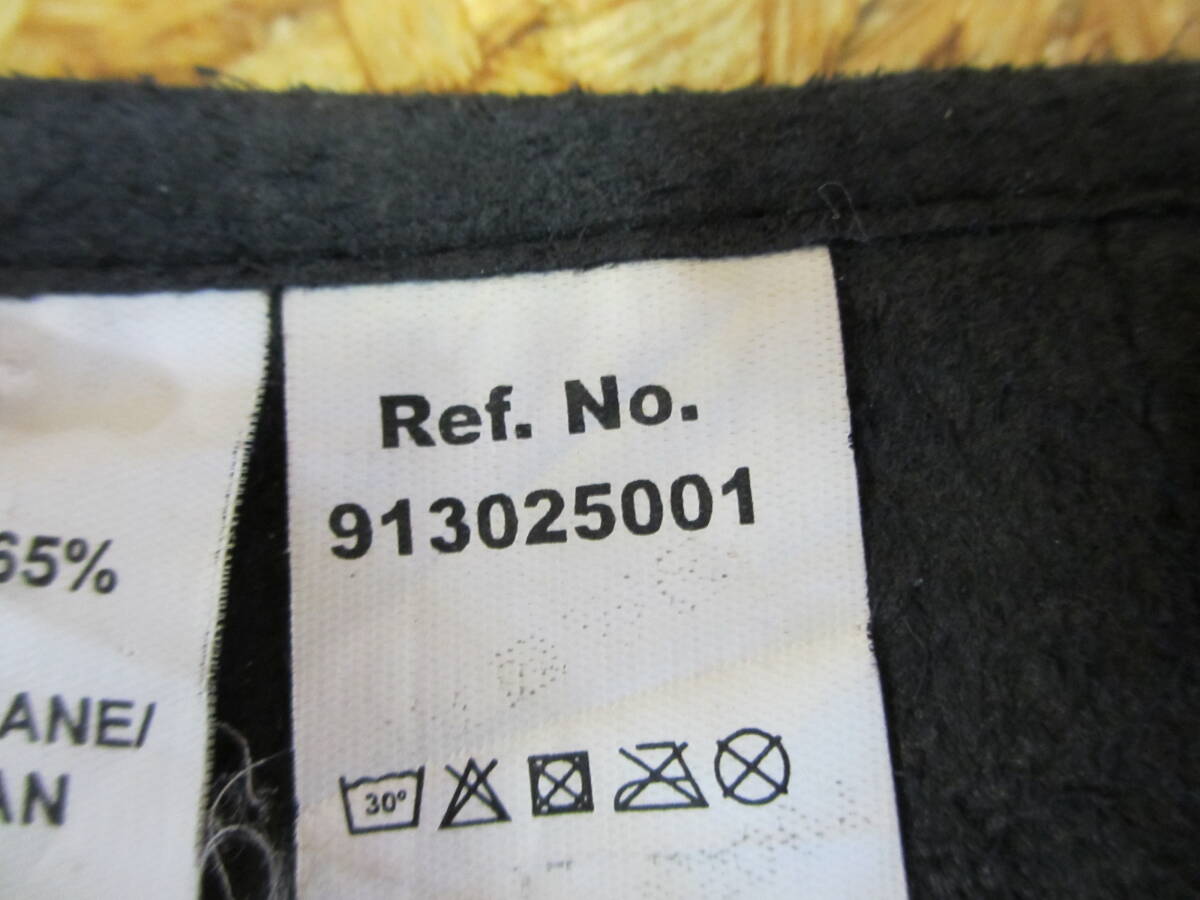 65%
ANE/
AN
Ref. No.
913025001
30°